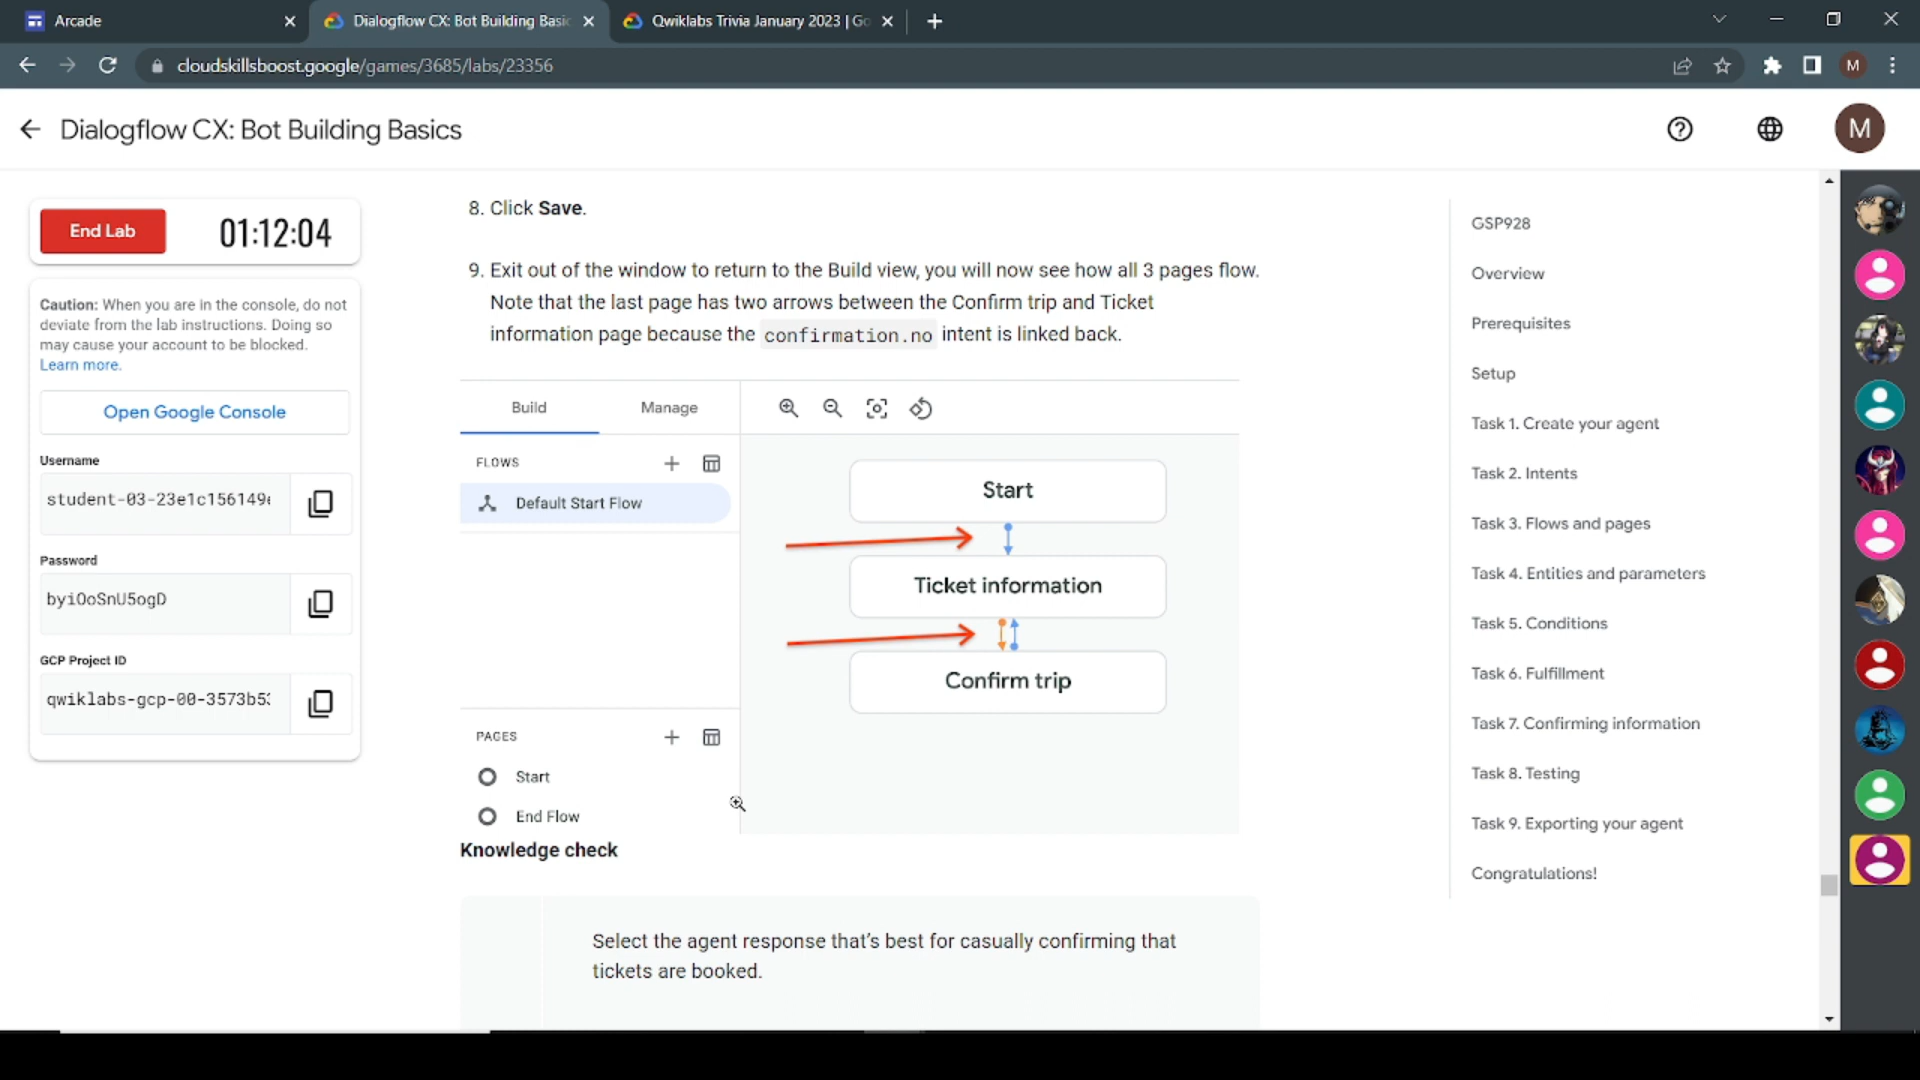 Arcade
Dialogflow CX: Bot Building Basic
Qwiklabs Trivia January 2023 | Go
cloudskillsboost.google/games/3685/labs/23356
M
Dialogflow CX: Bot Building Basics
M
End Lab
01:12:04
Caution: When you are in the console, do not
deviate from the lab instructions. Doing so
may cause your account to be blocked.
Learn more.
Open Google Console
Username
student-03-23e1c156149
Password
byiOoSnU5ogD
GCP Project ID
qwiklabs-gcp-00-3573b5
8. Click Save.
9. Exit out of the window to return to the Build view, you will now see how all 3 pages flow.
Note that the last page has two arrows between the Confirm trip and Ticket
information page because the confirmation.no intent is linked back.
Build
Manage
FLOWS
Default Start Flow
Start
Ticket information
Confirm trip
PAGES
Start
End Flow
Knowledge check
Select the agent response that's best for casually confirming that
tickets are booked.
GSP928
Overview
Prerequisites
Setup
Task 1. Create your agent
Task 2. Intents
Task 3. Flows and pages
Task 4. Entities and parameters
Task 5. Conditions
Task 6. Fulfillment
Task 7. Confirming information
Task 8. Testing
Task 9. Exporting your agent
Congratulations!